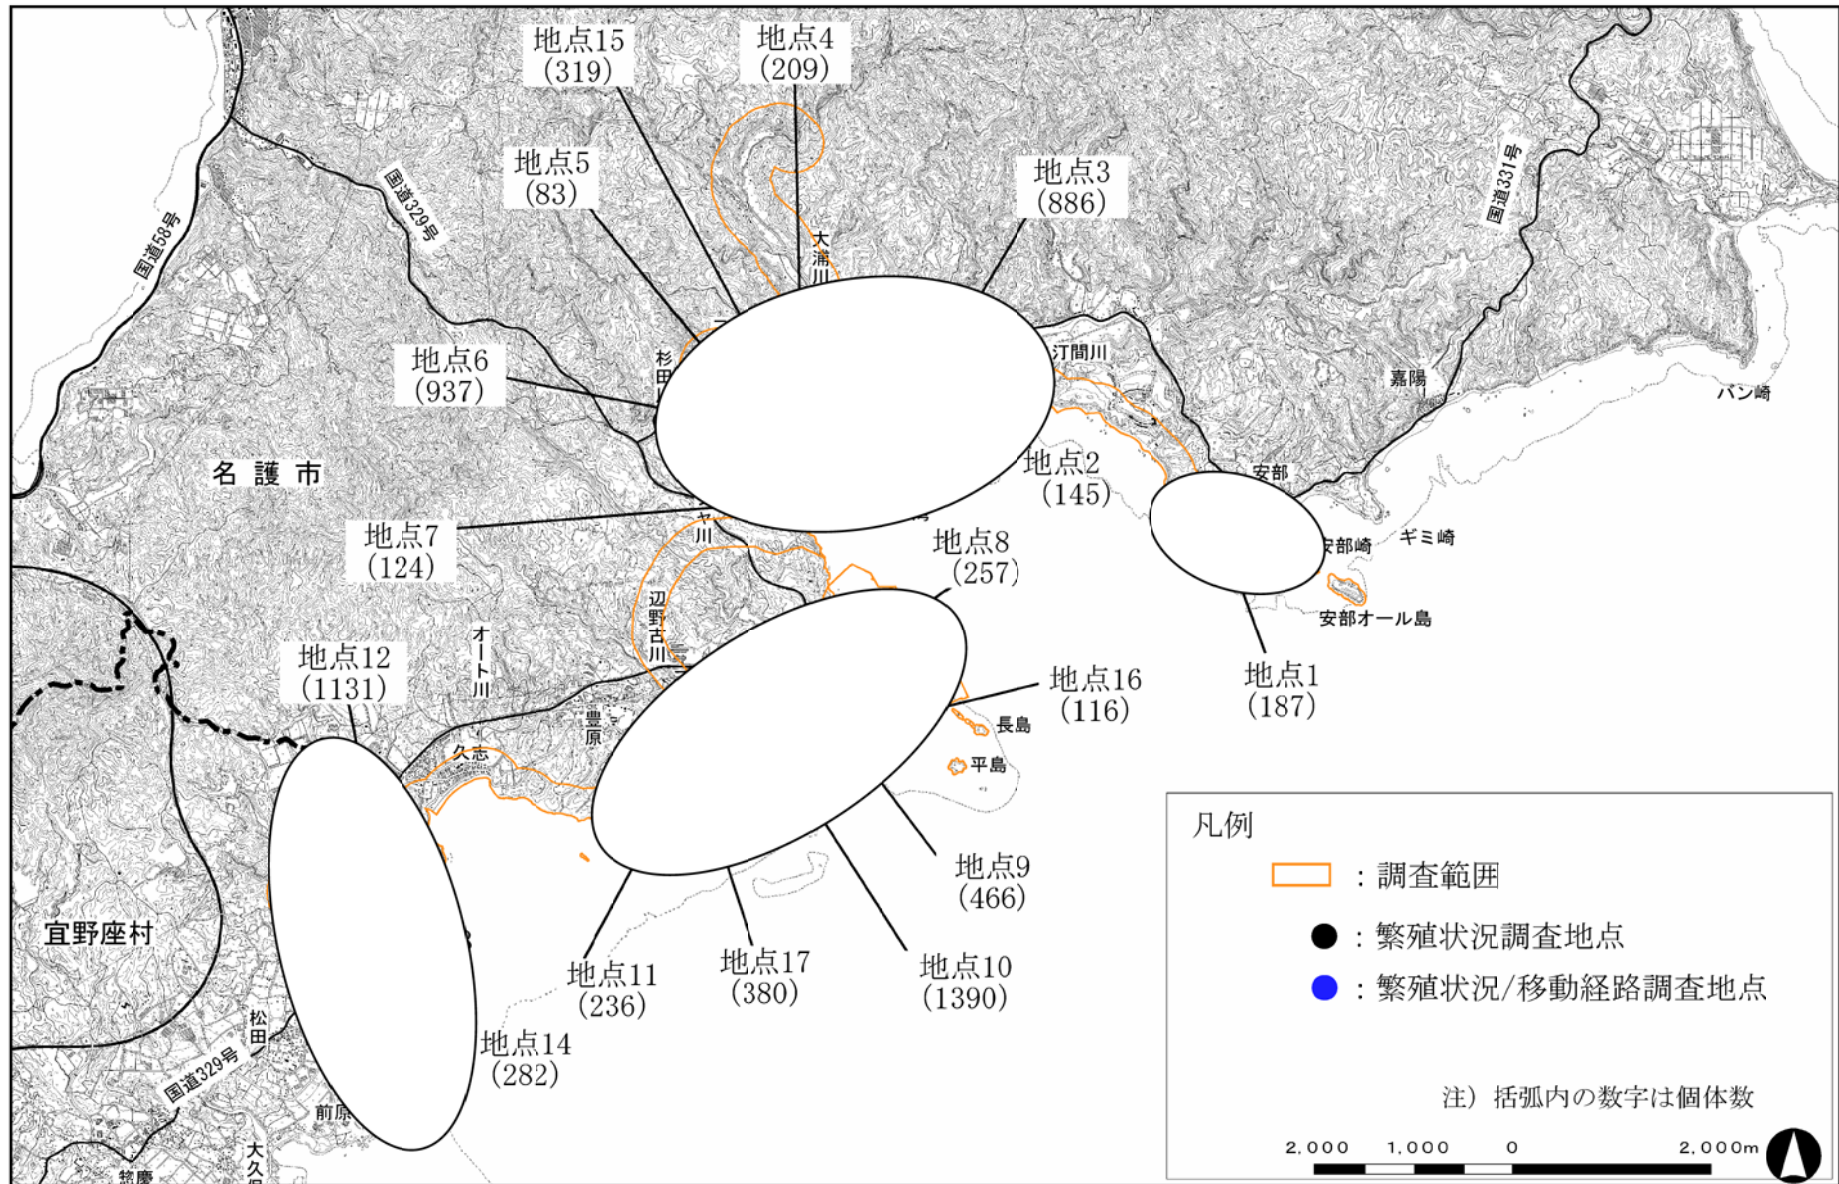 地点15
(319)
地点4
(209)
地点5
(83)
地点3
(886)
国道331号
国道329号
国道58号
大浦川
地点6
(937)
杉田
汀間川
嘉陽
バン崎
名護市
地点2
(145)
安部
地点7
(124)
ヤ川
地点8
(257)
安部崎
ギミ崎
安部オール島
辺野古川
オート川
地点12
(1131)
地点16
(116)
地点1
(187)
豊原
長島
久志
平島
凡例
：調査範囲
：繁殖状況調査地点
：繁殖状況/移動経路調査地点
注）括弧内の数字は個体数
2,000 1,000 0 2,000m
地点9
(466)
宜野座村
地点11
(236)
地点17
(380)
地点10
(1390)
松田
地点14
(282)
国道329号
前原
惣慶